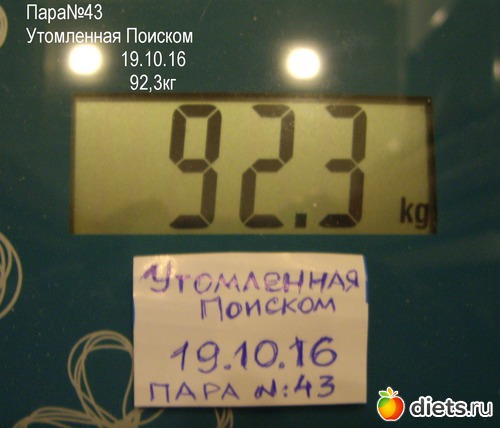 Пара№43
Утомленная Поиском
19.10.16
92,3кг
92.3 kg
Утомленная
Поиском
19.10.16
ПАРА №:43
diets.ru